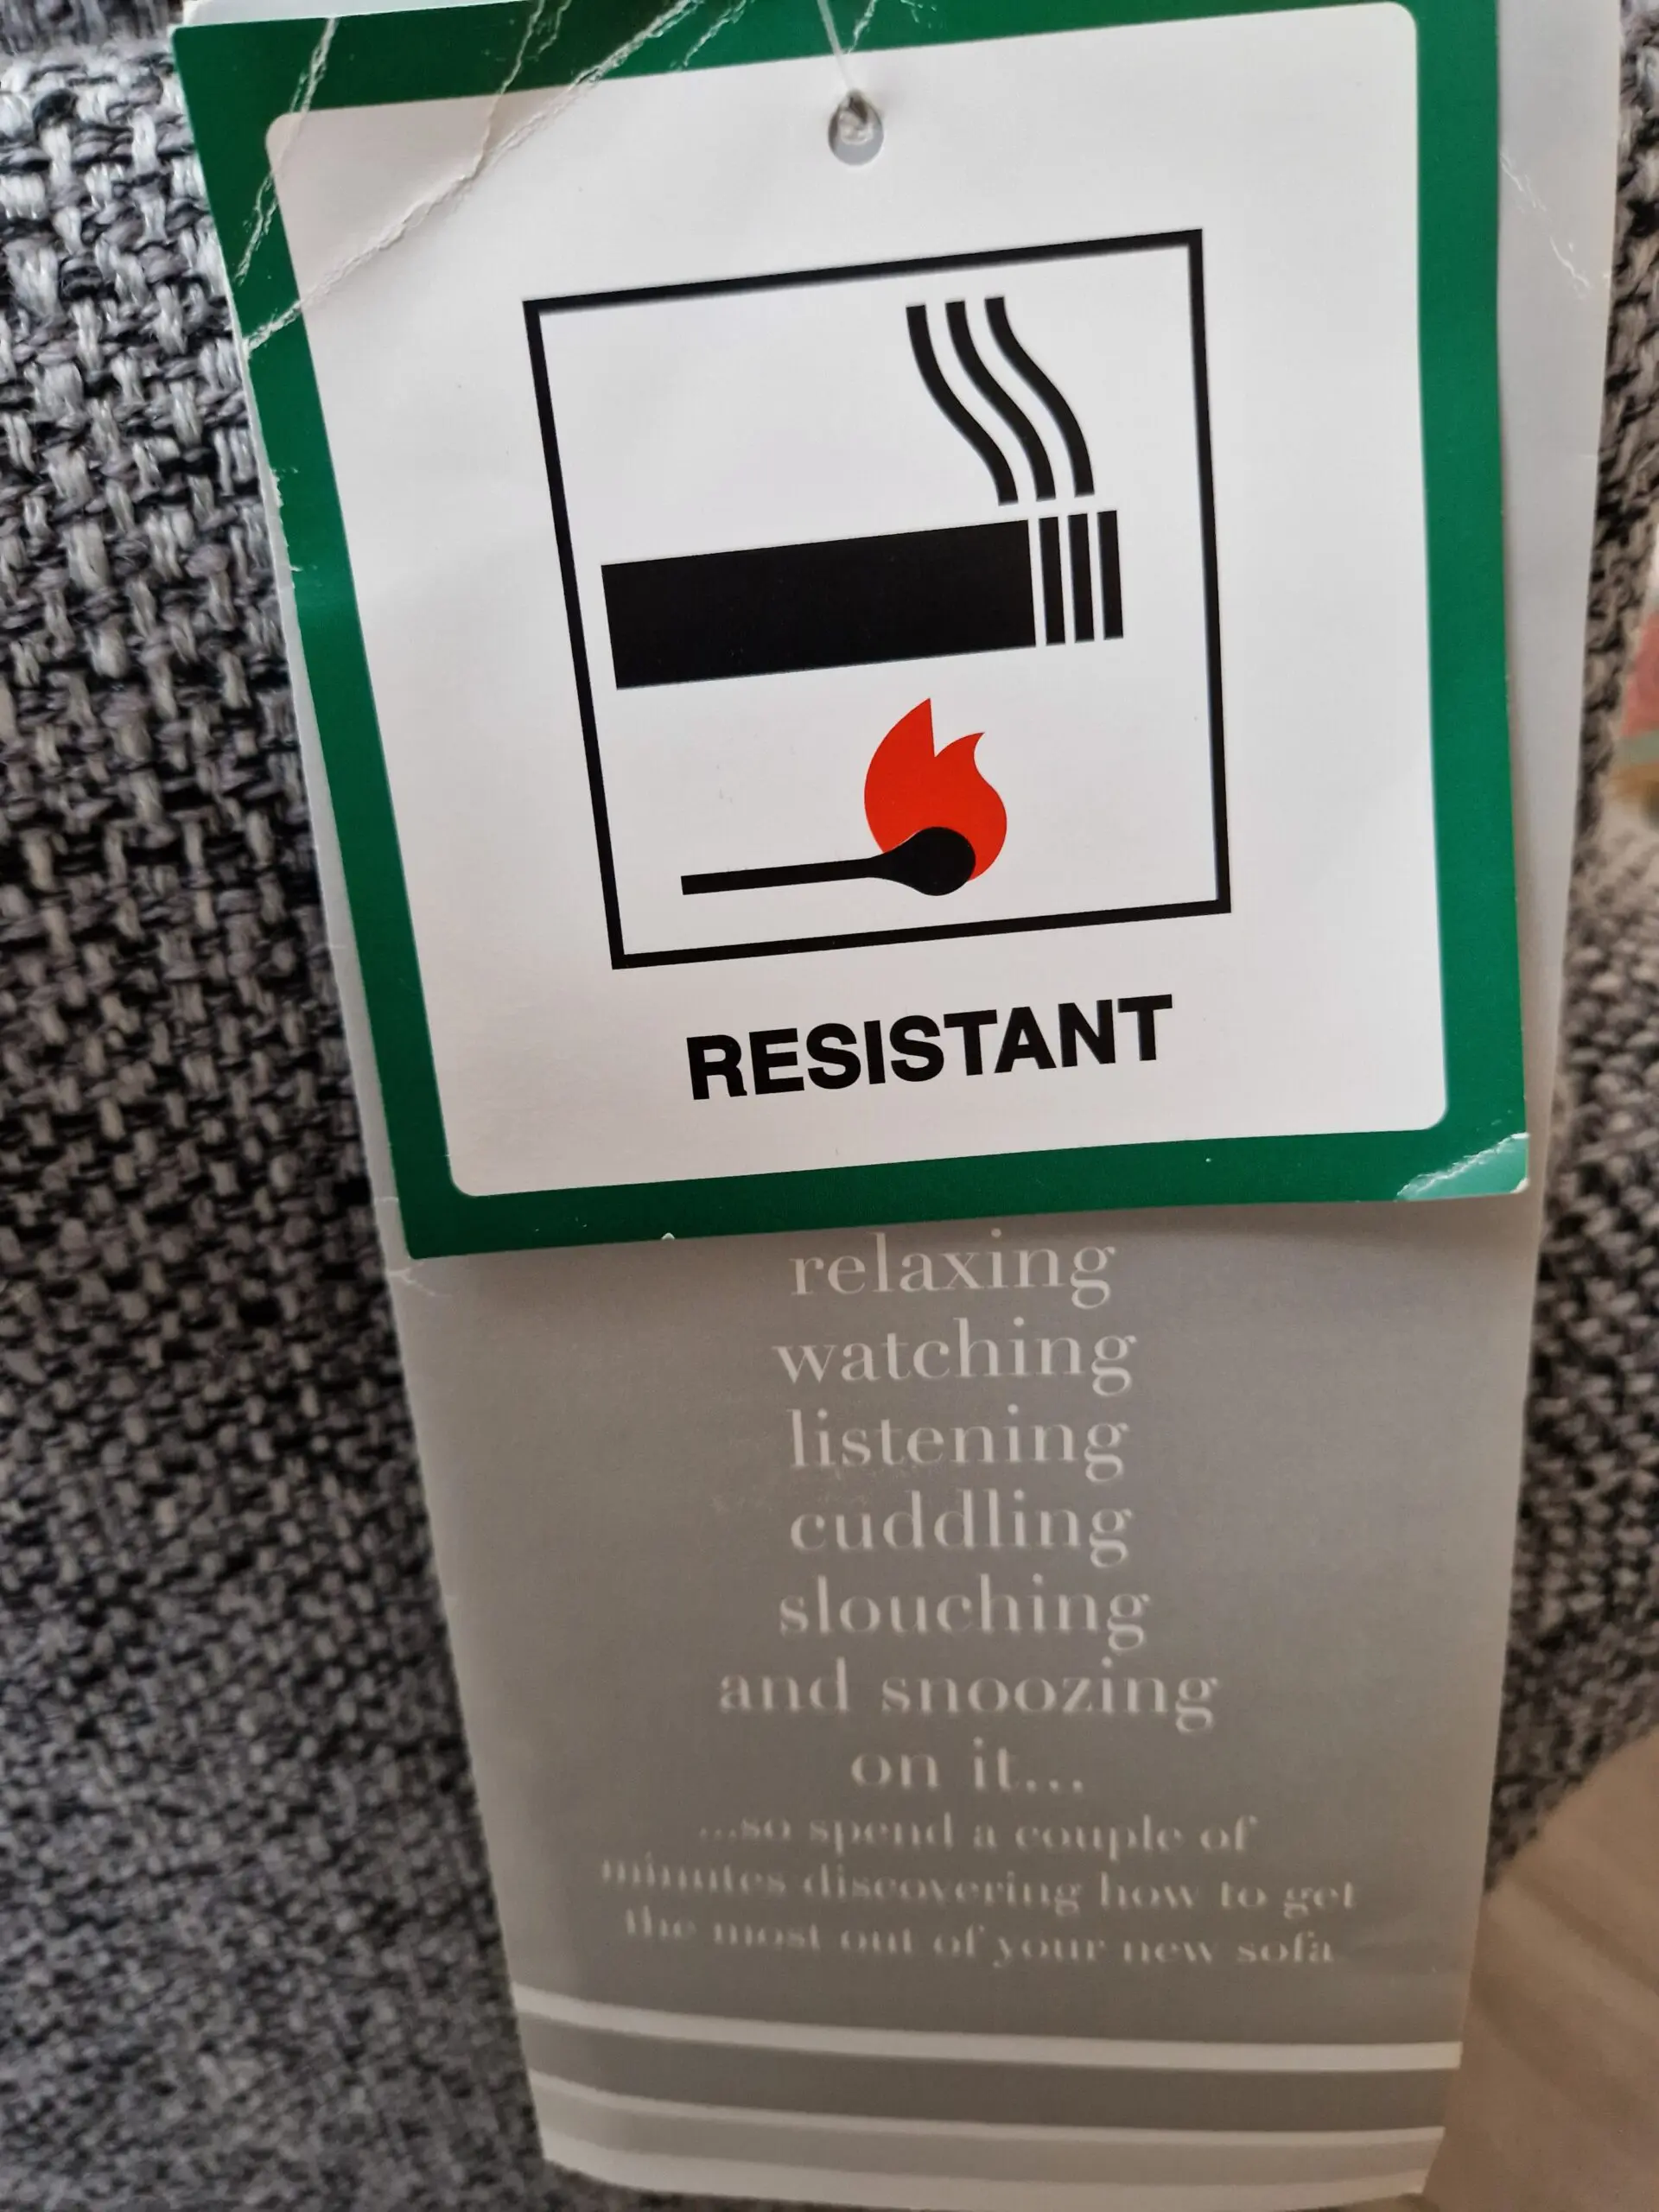 RESISTANT
relaxing
watching
listening
cuddling
slouching
and snoozing
on it...
...so spend a couple of
minutes discovering how to get
the most out of your new sofa